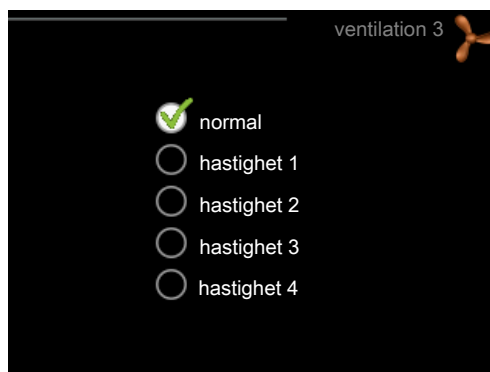 ventilation 3
normal
hastighet 1
hastighet 2
hastighet 3
hastighet 4